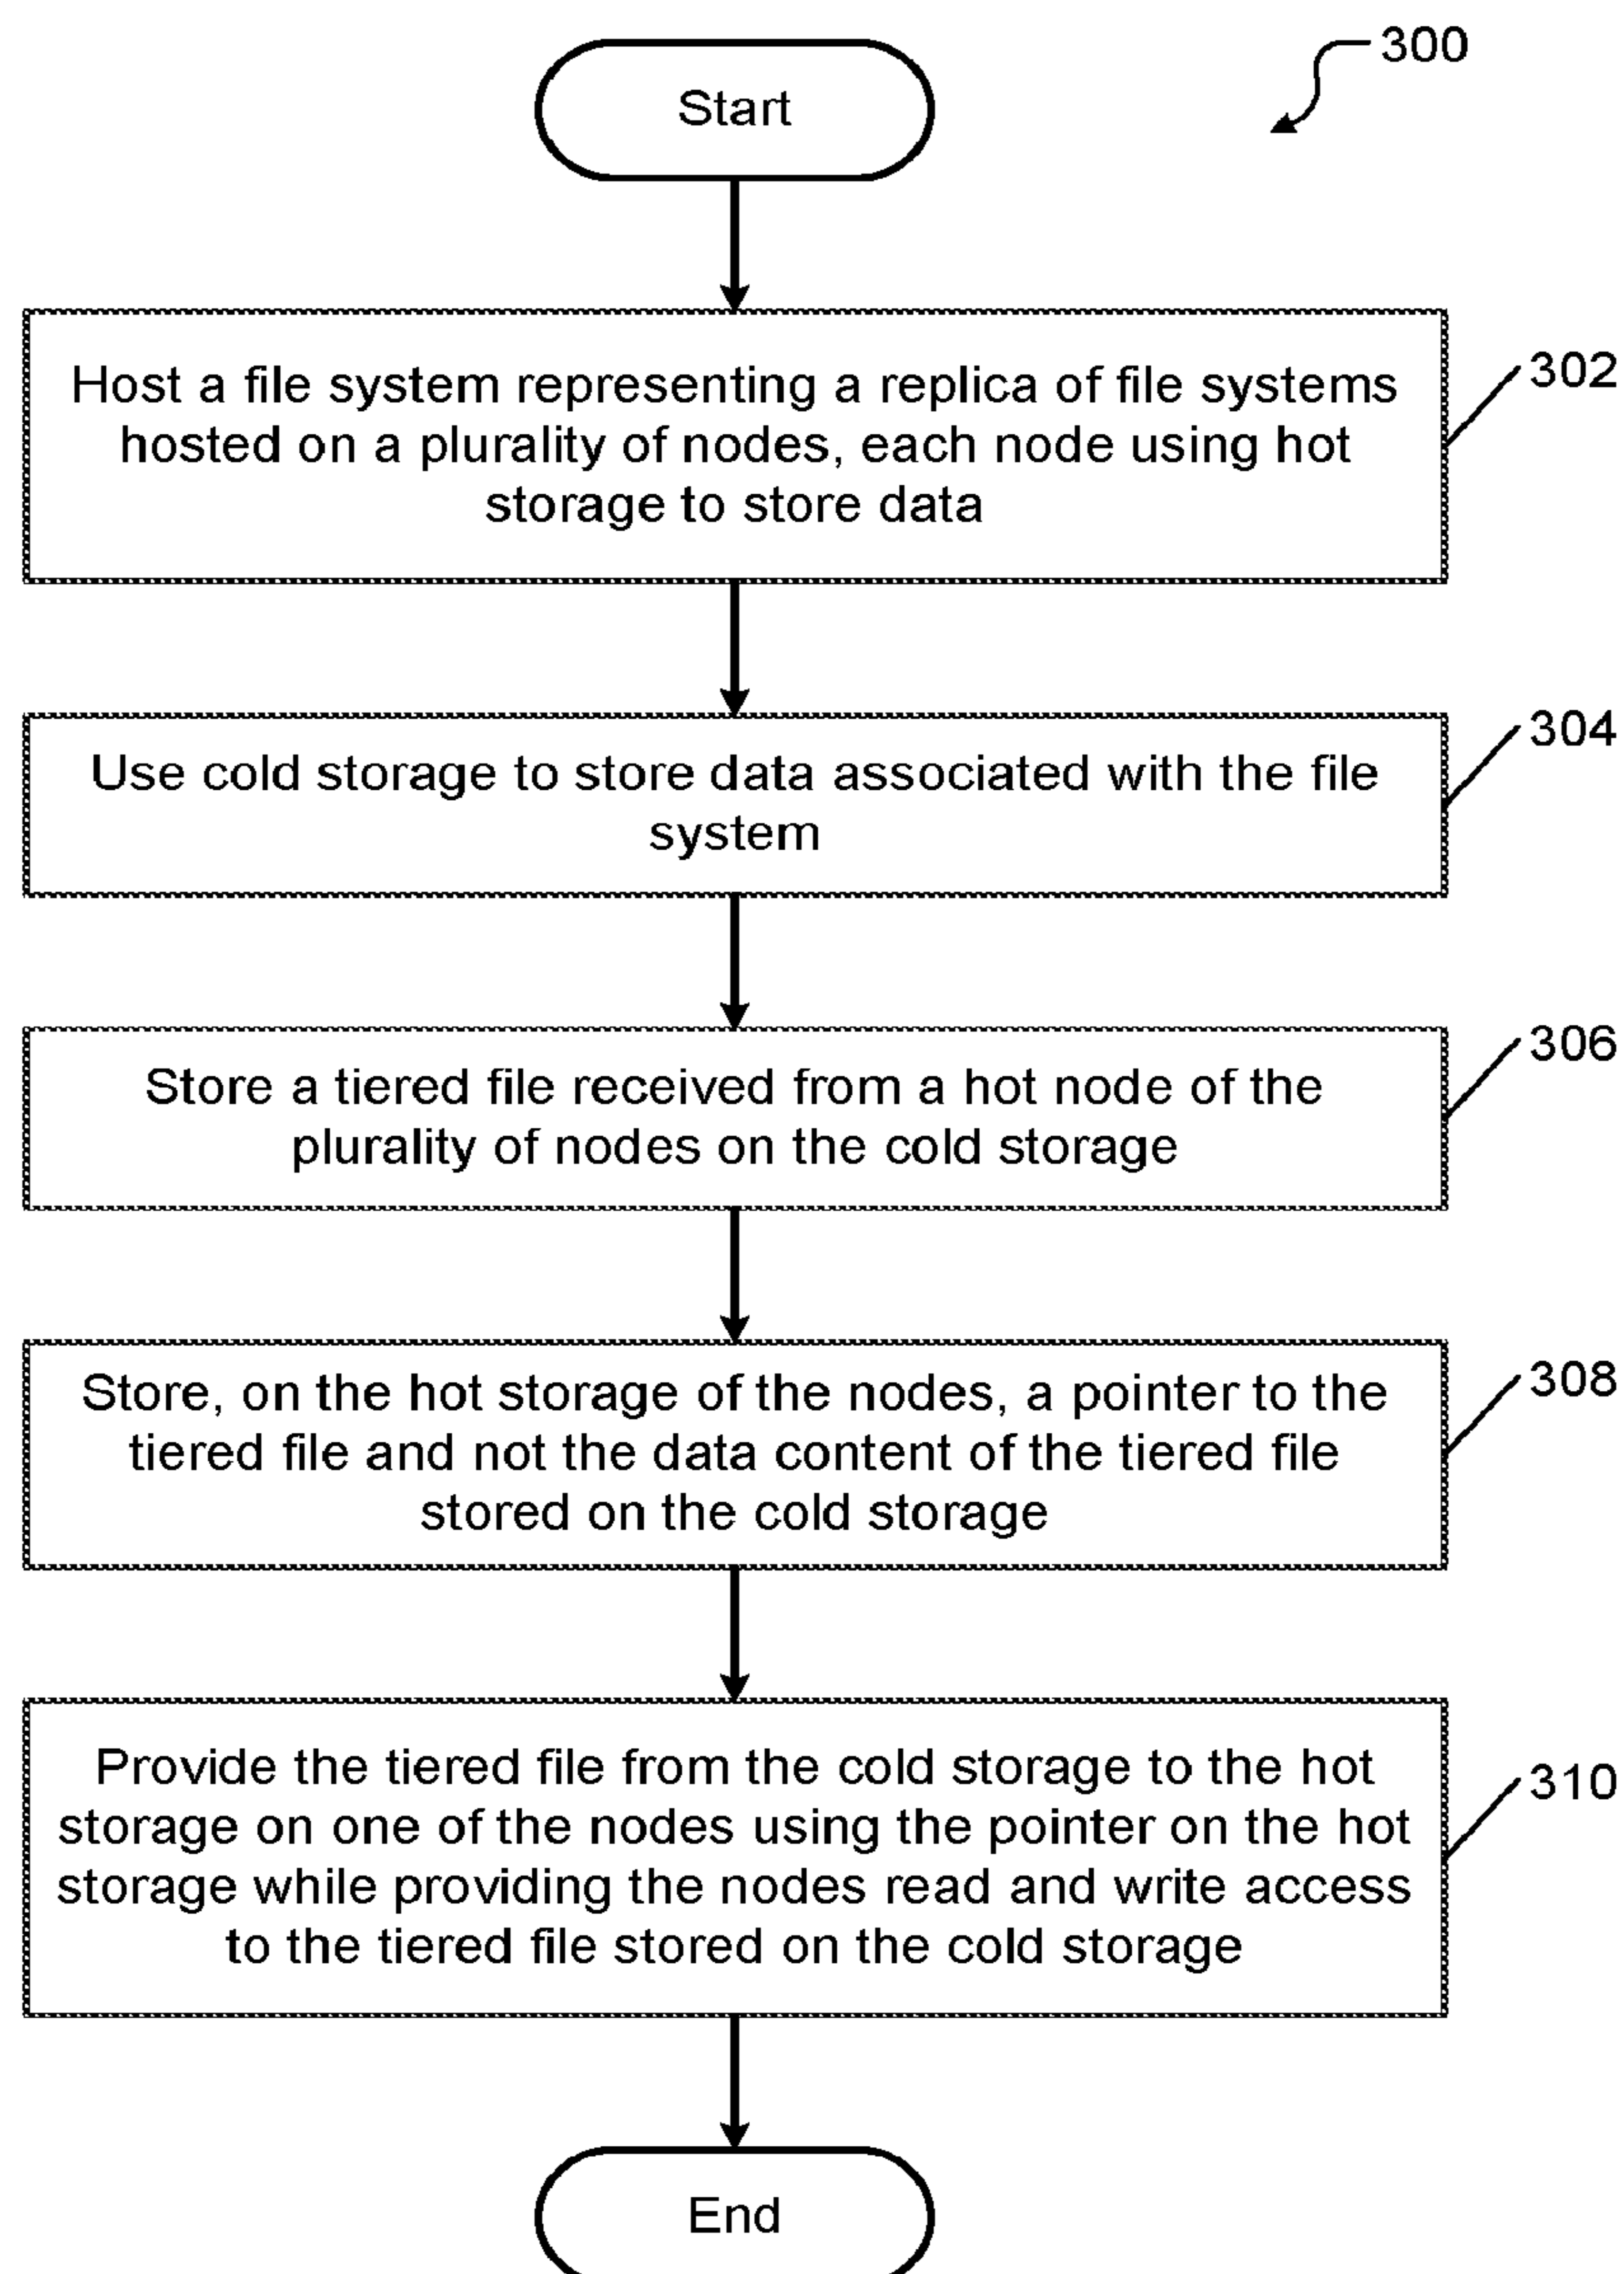 300
Start
Host a file system representing a replica of file systems
hosted on a plurality of nodes, each node using hot
storage to store data
302
Use cold storage to store data associated with the file
system
304
Store a tiered file received from a hot node of the
plurality of nodes on the cold storage
306
Store, on the hot storage of the nodes, a pointer to the
tiered file and not the data content of the tiered file
stored on the cold storage
308
Provide the tiered file from the cold storage to the hot
storage on one of the nodes using the pointer on the hot
storage while providing the nodes read and write access
to the tiered file stored on the cold storage
310
End